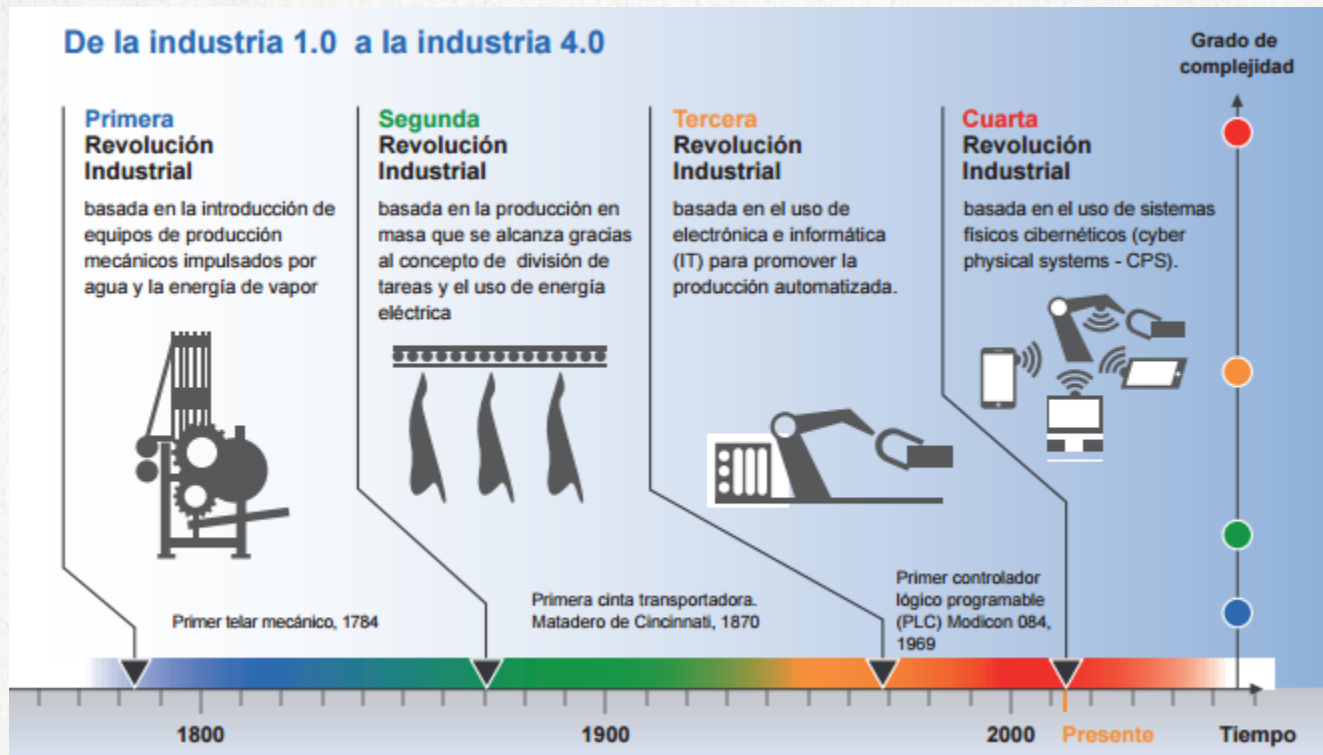 De la industria 1.0 a la industria 4.0
Grado de
complejidad
Primera
Revolución
Industrial
basada en la introducción de
equipos de producción
mecánicos impulsados por
agua y la energía de vapor
Segunda
Revolución
Industrial
basada en la producción en
masa que se alcanza gracias
al concepto de división de
tareas y el uso de energía
eléctrica
Tercera
Revolución
Industrial
basada en el uso de
electrónica e informática
(IT) para promover la
producción automatizada.
Cuarta
Revolución
Industrial
basada en el uso de sistemas
físicos cibernéticos (cyber
physical systems - CPS).
Primer telar mecánico, 1784
Primera cinta transportadora.
Matadero de Cincinnati, 1870
Primer controlador
lógico programable
(PLC) Modicon 084,
1969
1800
1900
2000
Presente
Tiempo